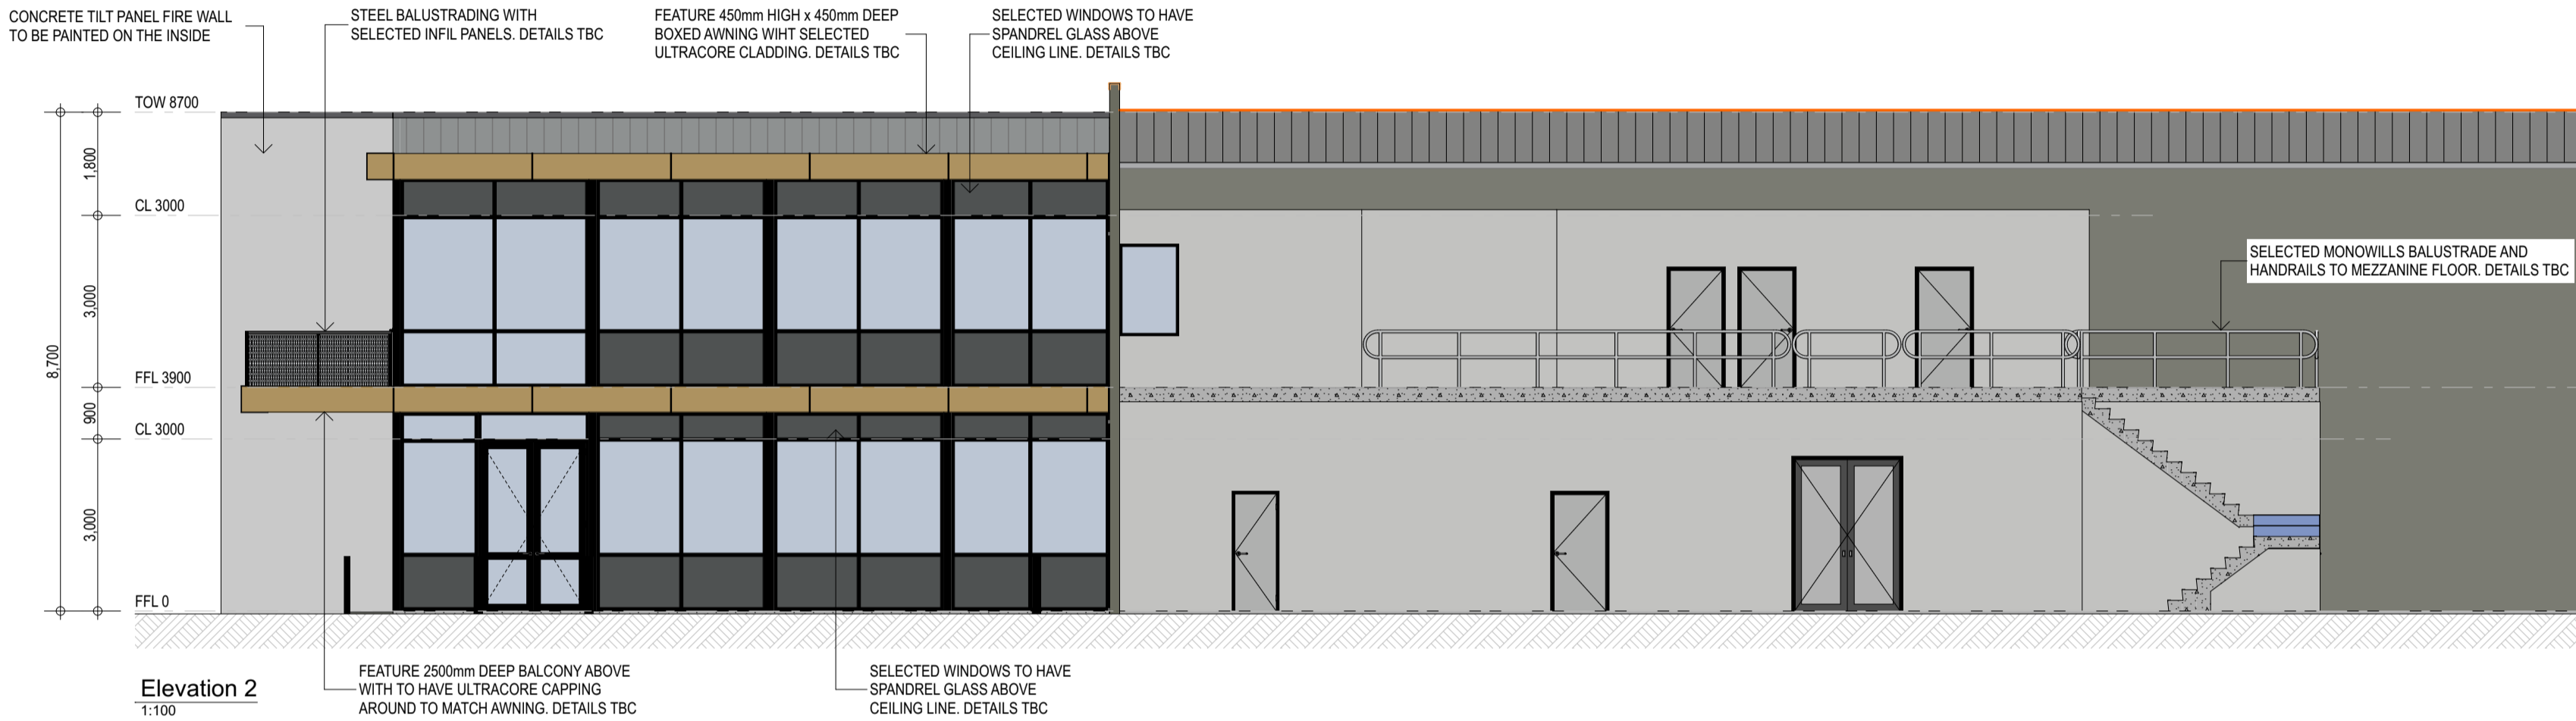 CONCRETE TILT PANEL FIRE WALL
TO BE PAINTED ON THE INSIDE
STEEL BALUSTRADING WITH
SELECTED INFIL PANELS. DETAILS TBC
FEATURE 450mm HIGH x 450mm DEEP
BOXED AWNING WIHT SELECTED
ULTRACORE CLADDING. DETAILS TBC
SELECTED WINDOWS TO HAVE
SPANDREL GLASS ABOVE
CEILING LINE. DETAILS TBC
TOW 8700
1,800
CL 3000
SELECTED MONOWILLS BALUSTRADE AND
HANDRAILS TO MEZZANINE FLOOR. DETAILS TBC
3,000
8,700
FFL 3900
900
CL 3000
3,000
FFL 0
FEATURE 2500mm DEEP BALCONY ABOVE
WITH TO HAVE ULTRACORE CAPPING
AROUND TO MATCH AWNING. DETAILS TBC
SELECTED WINDOWS TO HAVE
SPANDREL GLASS ABOVE
CEILING LINE. DETAILS TBC
Elevation 2
1:100